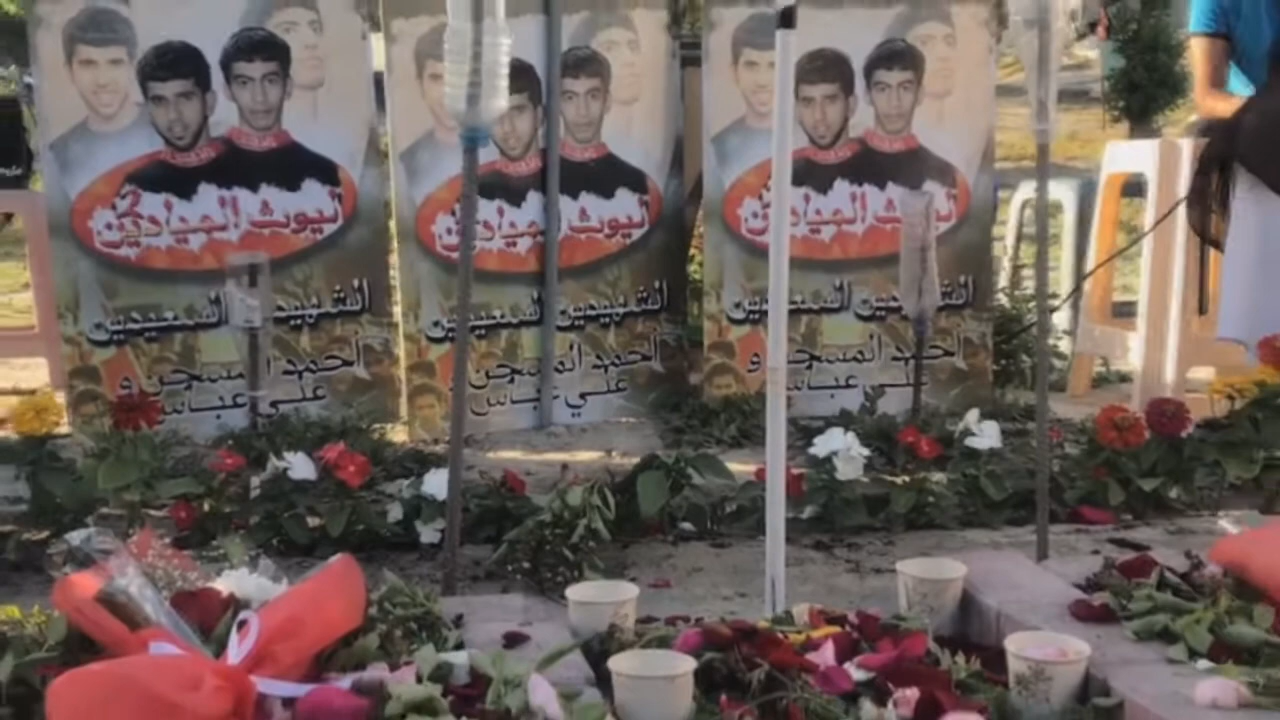 ليوث الميادين
الشهيدين السعيدين
أحمد المسجن و
علي عباس
ليوث الميادين
الشهيدين السعيدين
أحمد المسجن و
علي عباس
ليوث الميادين
الشهيدين السعيدين
أحمد المسجن و
علي عباس